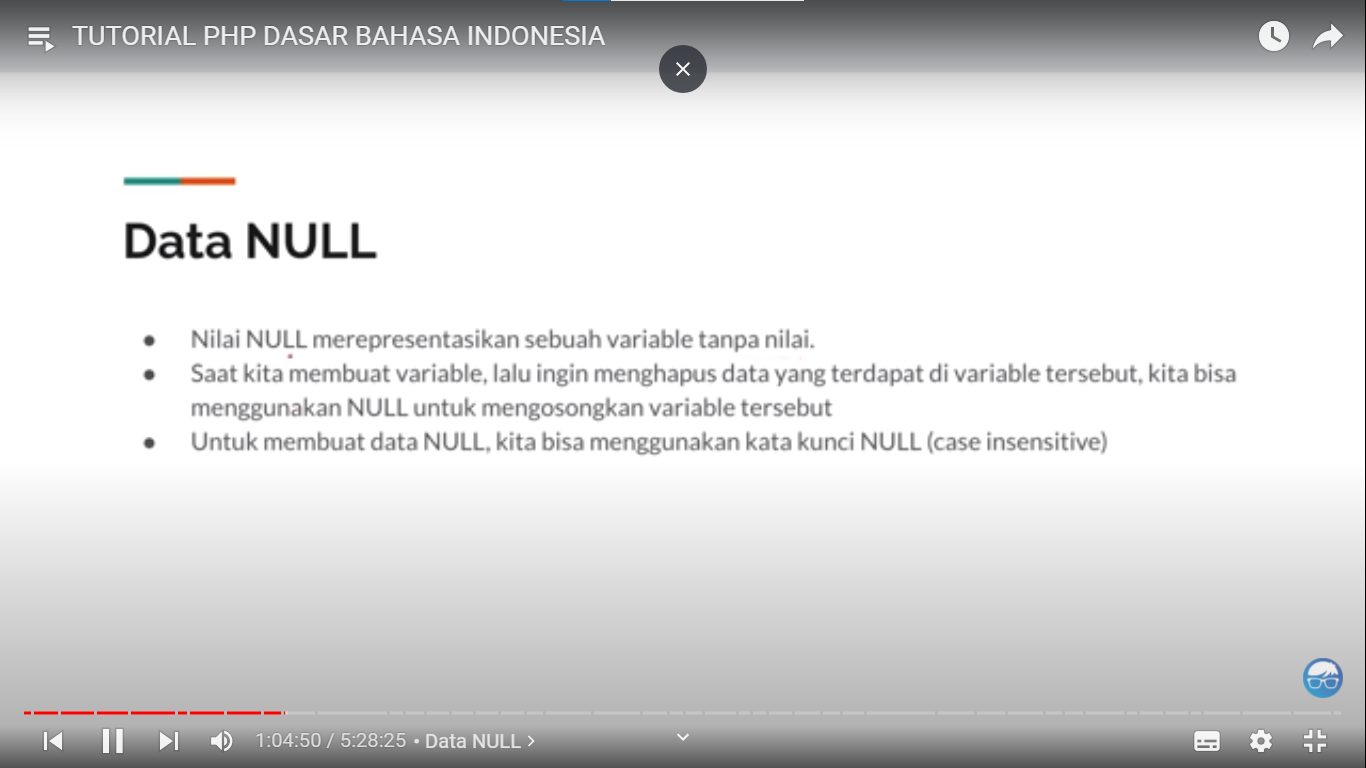 TUTORIAL PHP DASAR BAHASA INDONESIA
Data NULL
● Nilai NULL merepresentasikan sebuah variable tanpa nilai.
● Saat kita membuat variable, lalu ingin menghapus data yang terdapat di variable tersebut, kita bisa
menggunakan NULL untuk mengosongkan variable tersebut
● Untuk membuat data NULL, kita bisa menggunakan kata kunci NULL (case insensitive)
1:04:50 / 5:28:25 • Data NULL